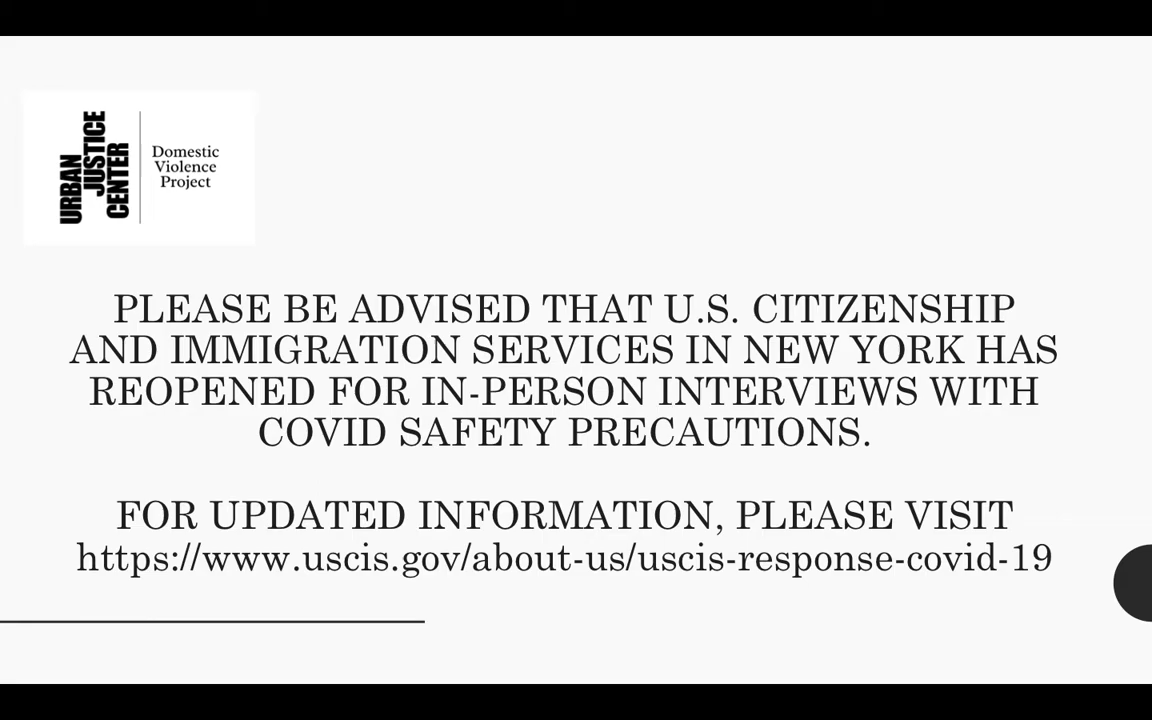 URBAN
JUSTICE
CENTER
Domestic
Violence
Project
PLEASE BE ADVISED THAT U.S. CITIZENSHIP
AND IMMIGRATION SERVICES IN NEW YORK HAS
REOPENED FOR IN-PERSON INTERVIEWS WITH
COVID SAFETY PRECAUTIONS.
FOR UPDATED INFORMATION, PLEASE VISIT
https://www.uscis.gov/about-us/uscis-response-covid-19